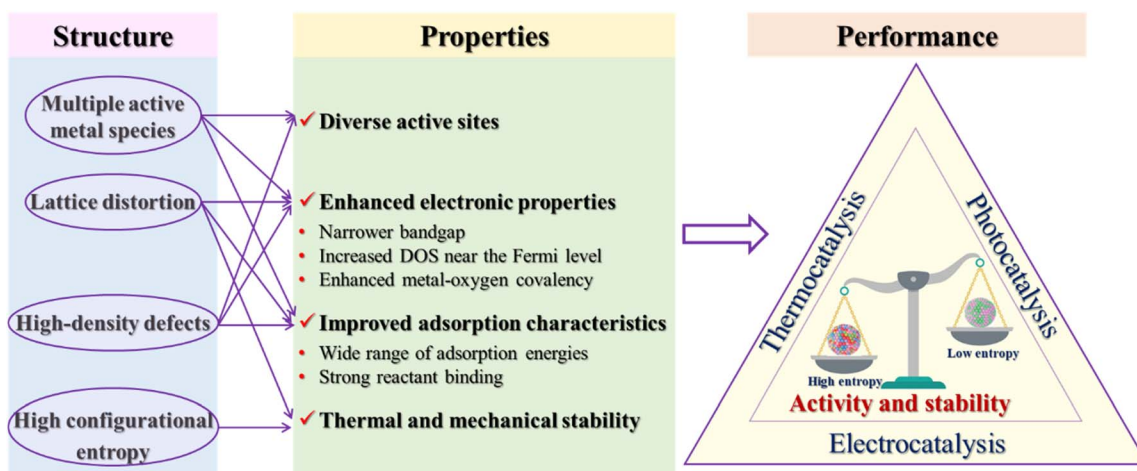 Structure
Multiple active
metal species
Lattice distortion
High-density defects
High configurational
entropy
Properties
✓ Diverse active sites
✓ Enhanced electronic properties
• Narrower bandgap
• Increased DOS near the Fermi level
• Enhanced metal-oxygen covalency
✓ Improved adsorption characteristics
• Wide range of adsorption energies
• Strong reactant binding
✓ Thermal and mechanical stability
Performance
Thermocatalysis
Photocatalysis
High entropy
Low entropy
Activity and stability
Electrocatalysis